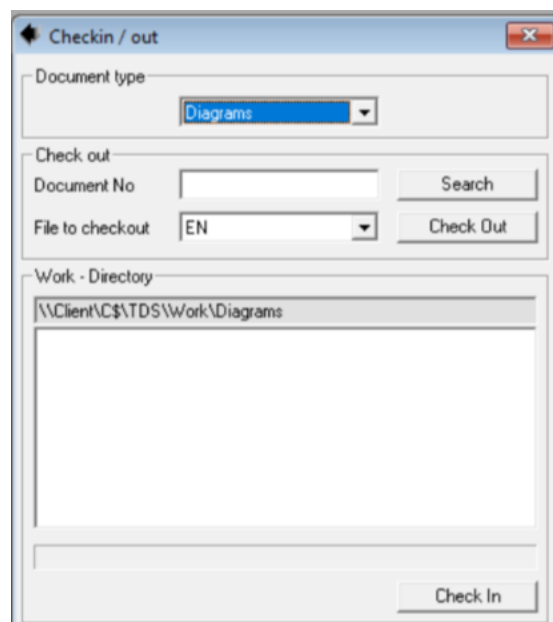 Checkin / out
Document type
Diagrams
Check out
Document No
Search
File to checkout
EN
Check Out
Work - Directory
\\Client\C$\TDS\Work\Diagrams
Check In